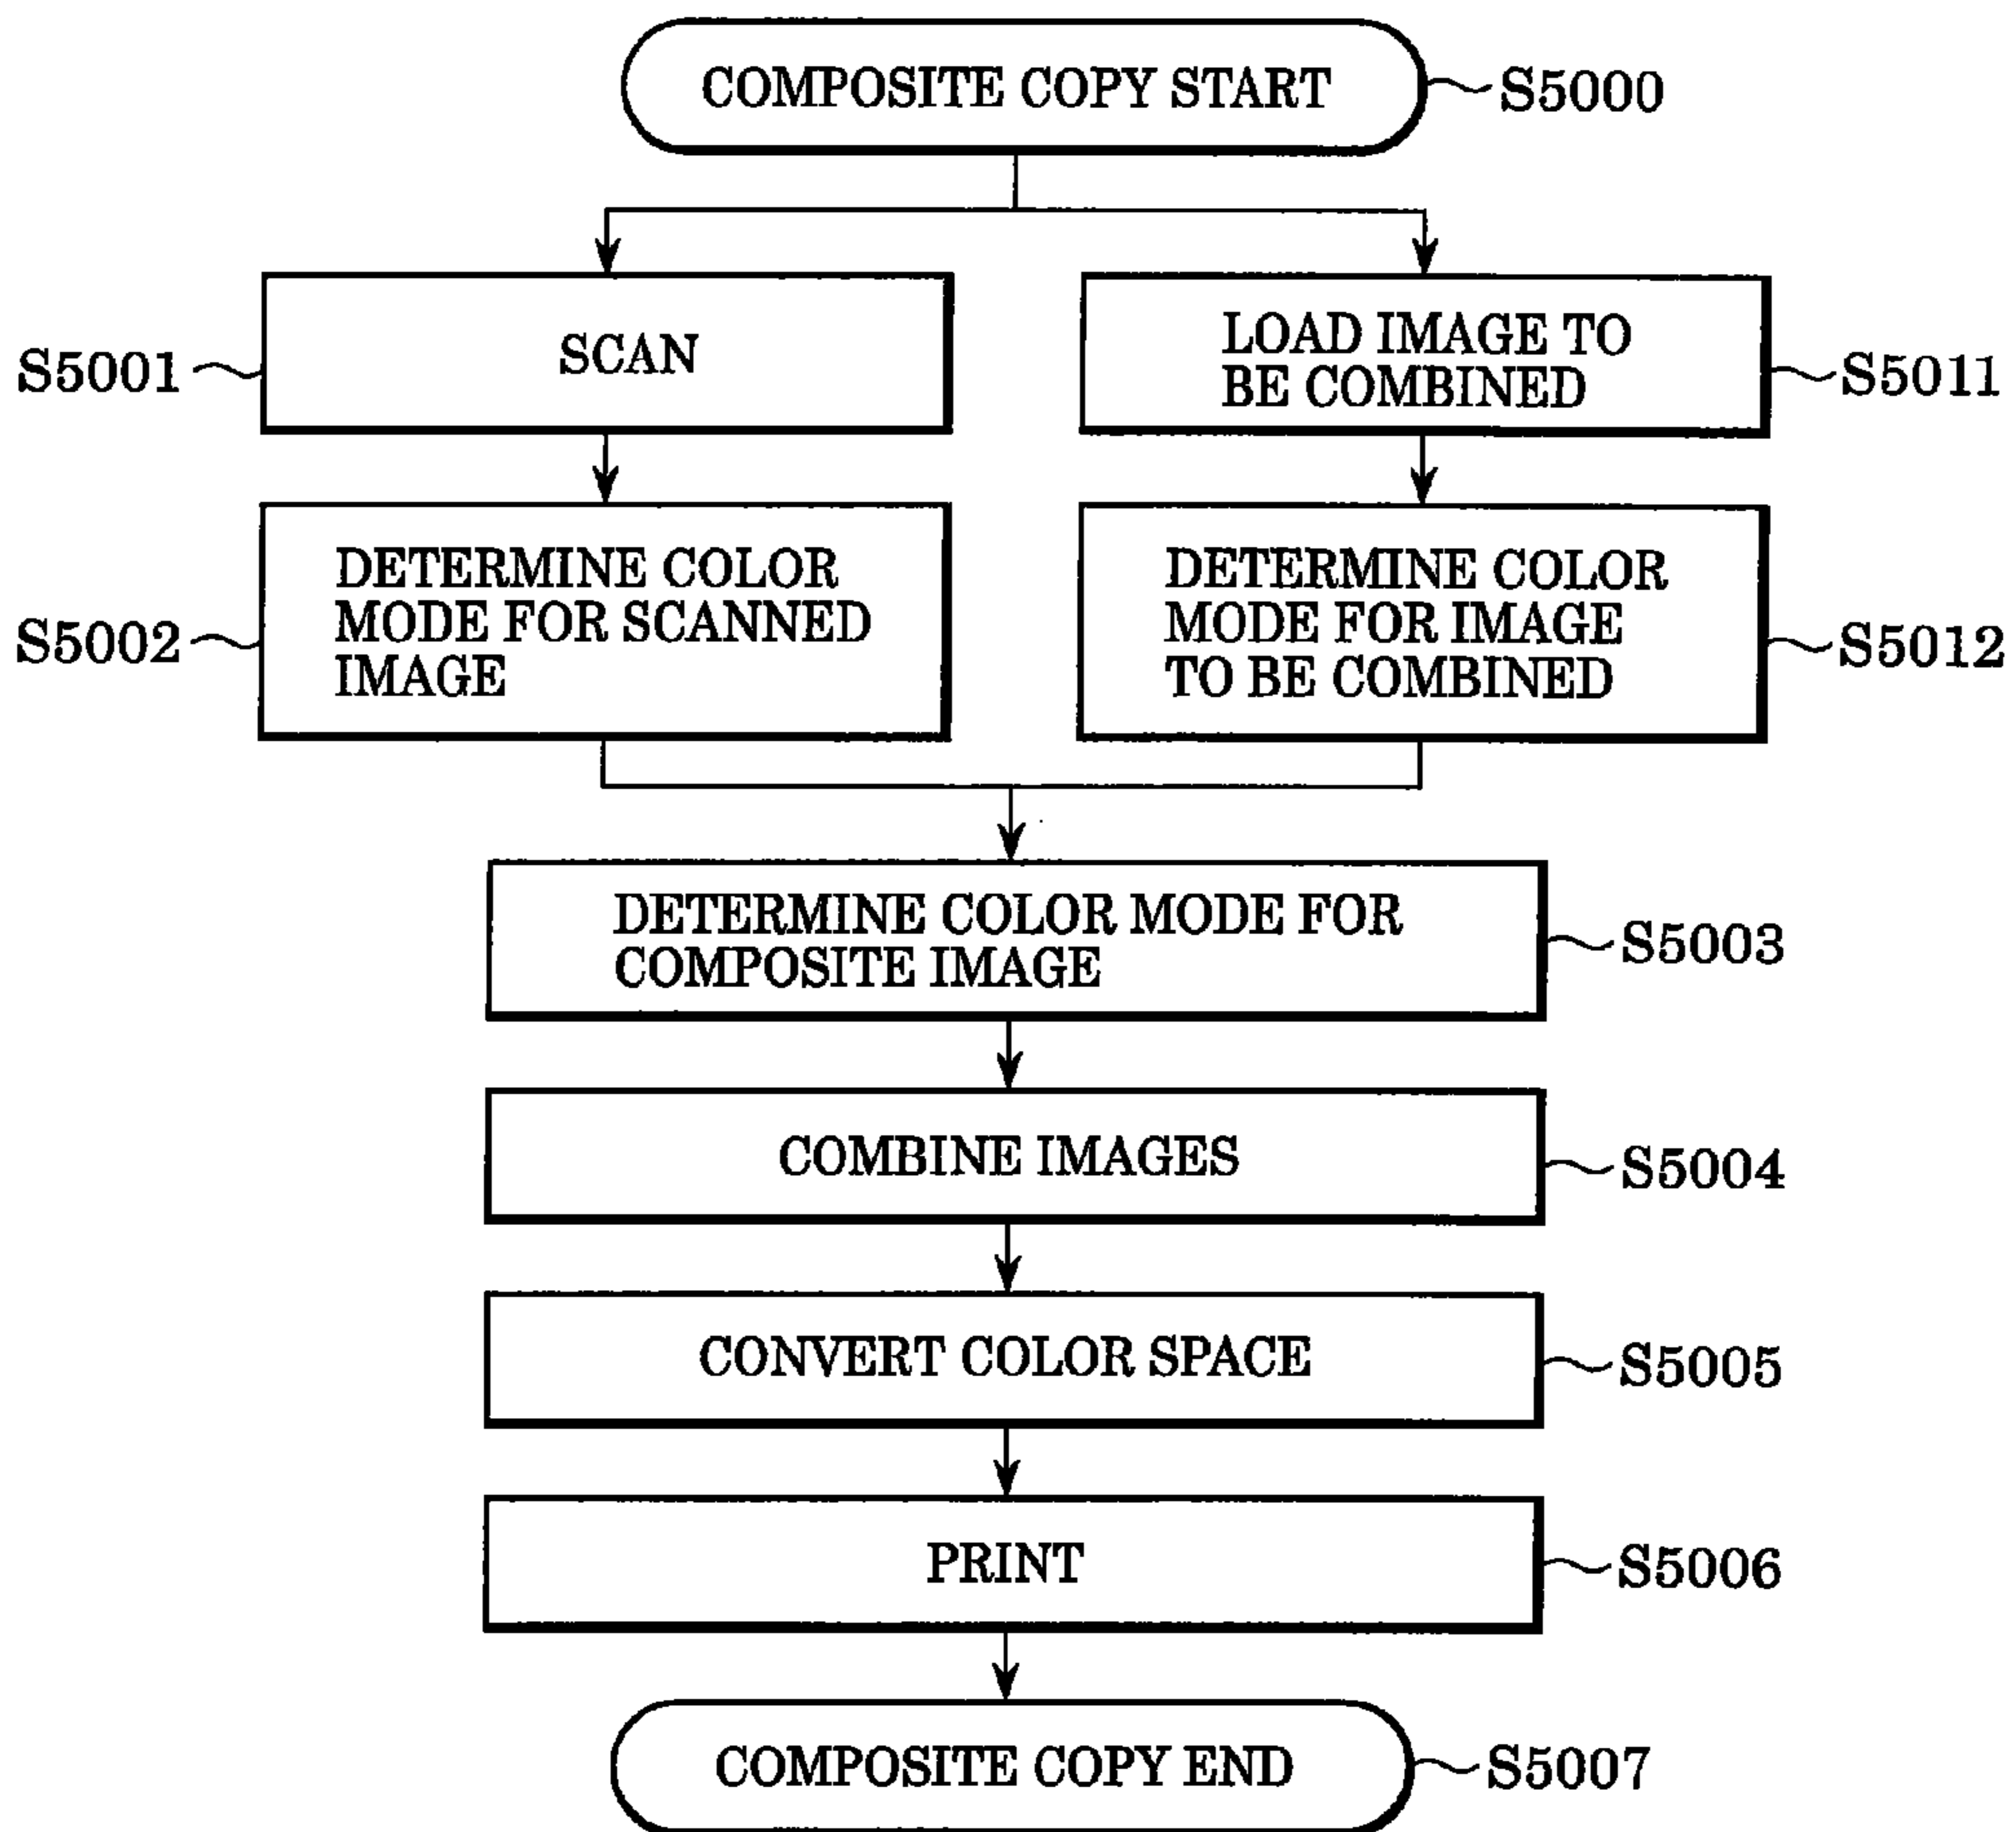 COMPOSITE COPY START
S5000
SCAN
S5001
LOAD IMAGE TO
BE COMBINED
S5011
DETERMINE COLOR
MODE FOR SCANNED
IMAGE
S5002
DETERMINE COLOR
MODE FOR IMAGE
TO BE COMBINED
S5012
DETERMINE COLOR MODE FOR
COMPOSITE IMAGE
S5003
COMBINE IMAGES
S5004
CONVERT COLOR SPACE
S5005
PRINT
S5006
COMPOSITE COPY END
S5007